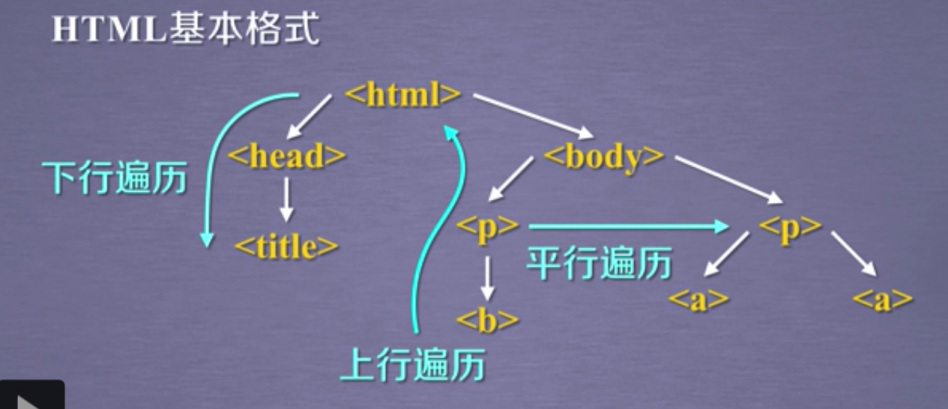 HTML基本格式
<html>
下行遍历
<head>
<body>
<title>
<p>
平行遍历
<p>
<b>
<a>
<a>
上行遍历